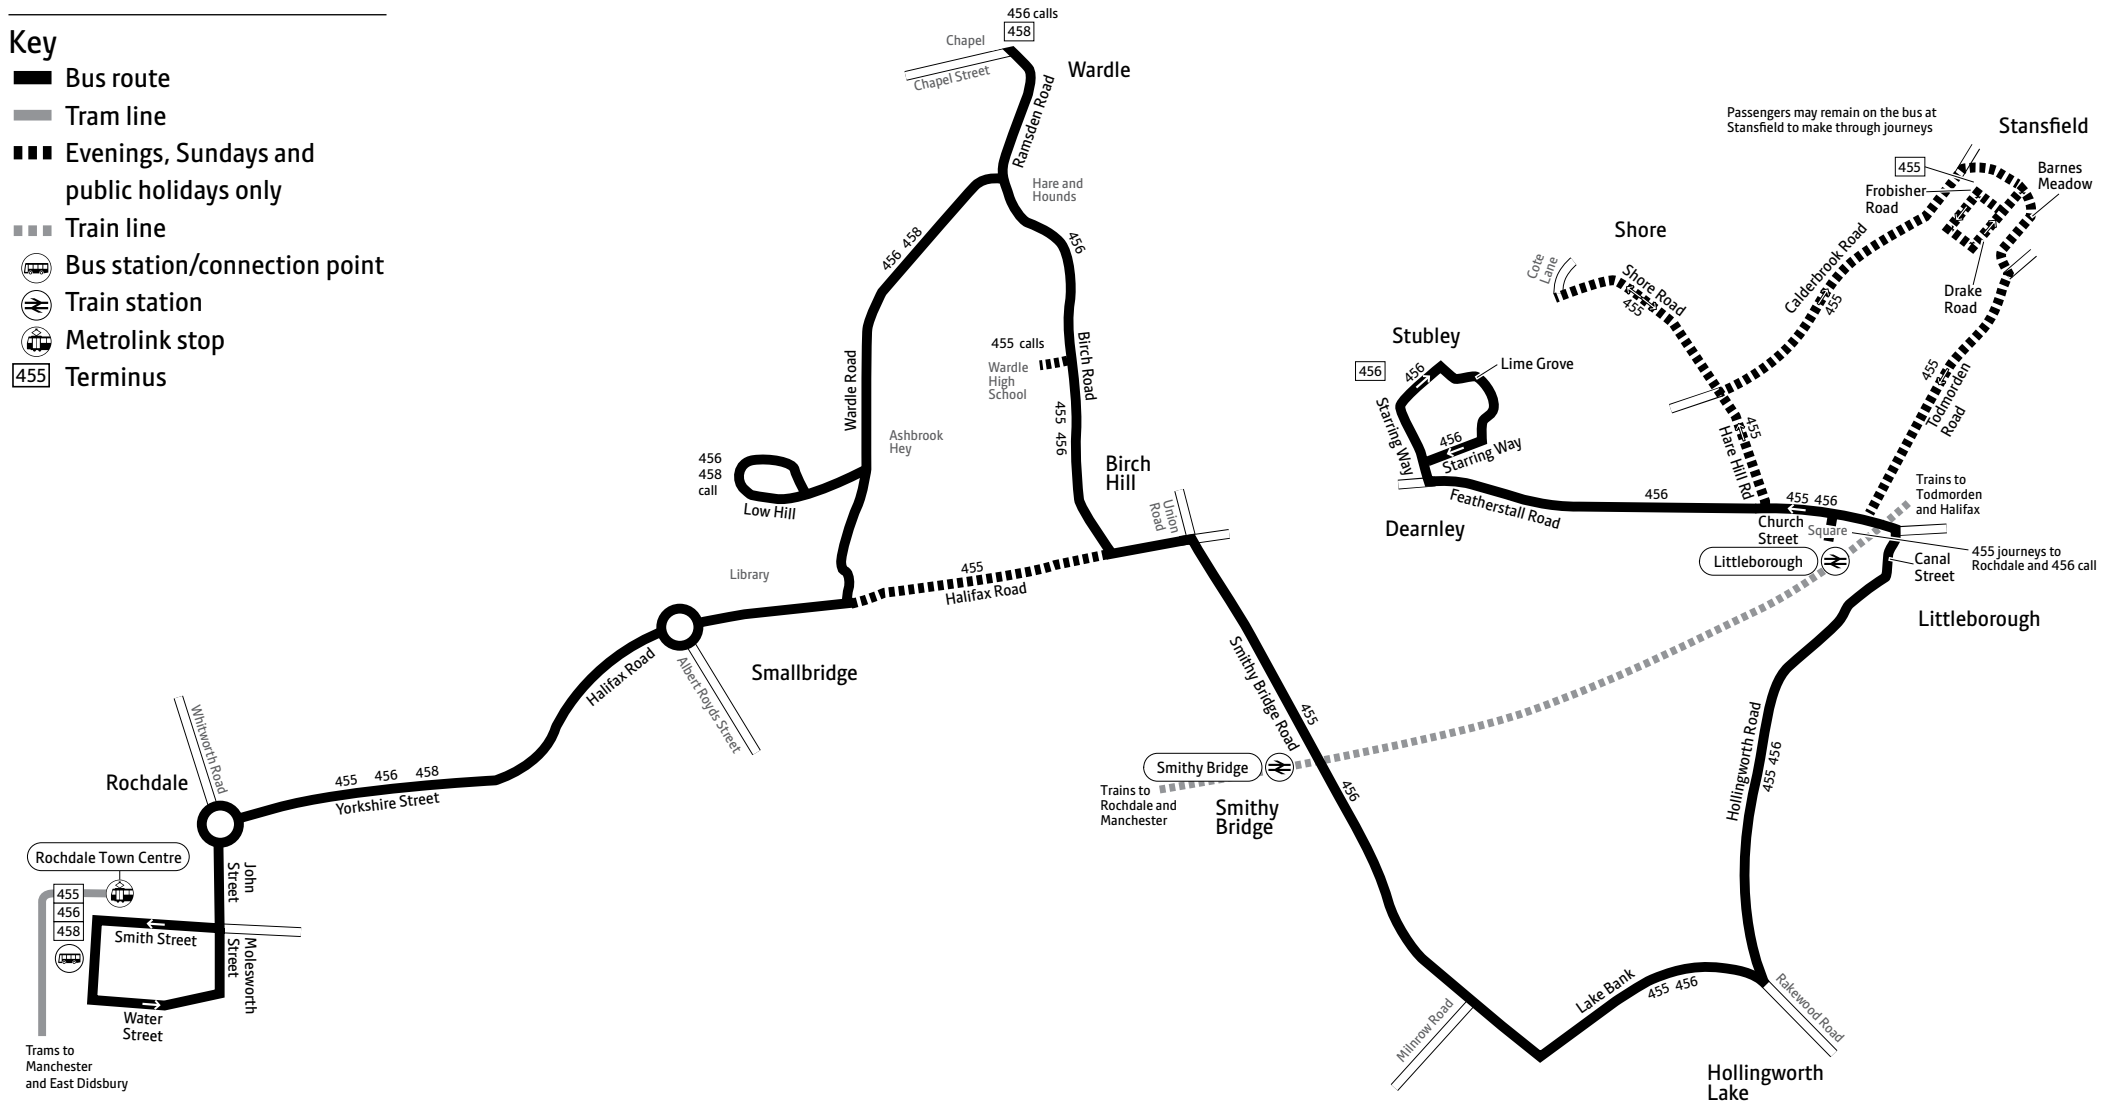 Key
Bus route
Tram line
Evenings, Sundays and
public holidays only
Train line
Bus station/connection point
Train station
Metrolink stop
455 Terminus
456 calls
458
Chapel
Chapel Street
Wardle
Ramsden Road
Hare and
Hounds
456 458
456
Wardle Road
455 calls
Wardle
High
School
Birch Road
455 456
Ashbrook
Hey
456
458
call
Low Hill
Birch
Hill
Union
Road
Library
455
Halifax Road
Smallbridge
Albert Royds Street
Halifax Road
Whitworth Road
Rochdale
455 456 458
Yorkshire Street
Rochdale Town Centre
455
456
458
John
Street
Smith Street
Molesworth
Street
Water
Street
Trams to
Manchester
and East Didsbury
Passengers may remain on the bus at
Stansfield to make through journeys
Stansfield
455
Barnes
Meadow
Frobisher
Road
Drake
Road
Shore
Cote
Lane
Shore Road
455
Calderbrook Road
455
455
Todmorden
Road
455
Hare Hill Rd
Stubley
456
456
Lime Grove
Starring Way
456
Starring Way
Dearnley
Featherstall Road
456
455 456
Church
Street
Square
Trains to
Todmorden
and Halifax
Littleborough
455 journeys to
Rochdale and 456 call
Canal
Street
Littleborough
Smithy Bridge Road
455
Smithy Bridge
456
Trains to
Rochdale and
Manchester
Smithy
Bridge
Hollingworth Road
455 456
Milnrow Road
Lake Bank
455 456
Rakewood Road
Hollingworth
Lake